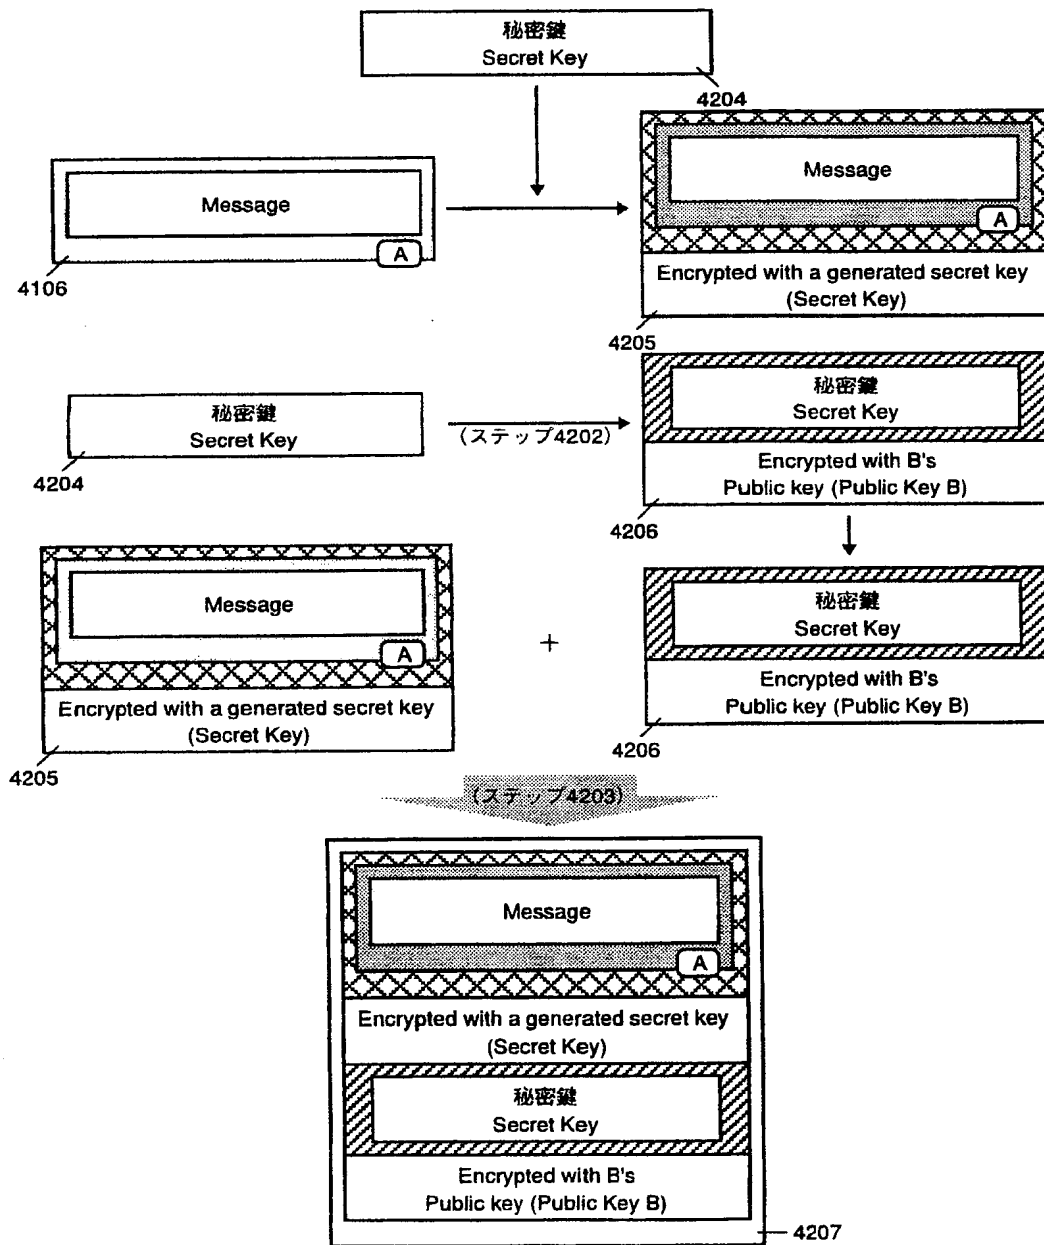 秘密鍵
Secret Key
4204
Message
A
4106
Message
A
Encrypted with a generated secret key
(Secret Key)
4205
秘密鍵
Secret Key
4204
(ステップ4202)
秘密鍵
Secret Key
Encrypted with B's
Public key (Public Key B)
4206
Message
A
Encrypted with a generated secret key
(Secret Key)
4205
+
秘密鍵
Secret Key
Encrypted with B's
Public key (Public Key B)
4206
(ステップ4203)
Message
A
Encrypted with a generated secret key
(Secret Key)
秘密鍵
Secret Key
Encrypted with B's
Public key (Public Key B)
4207